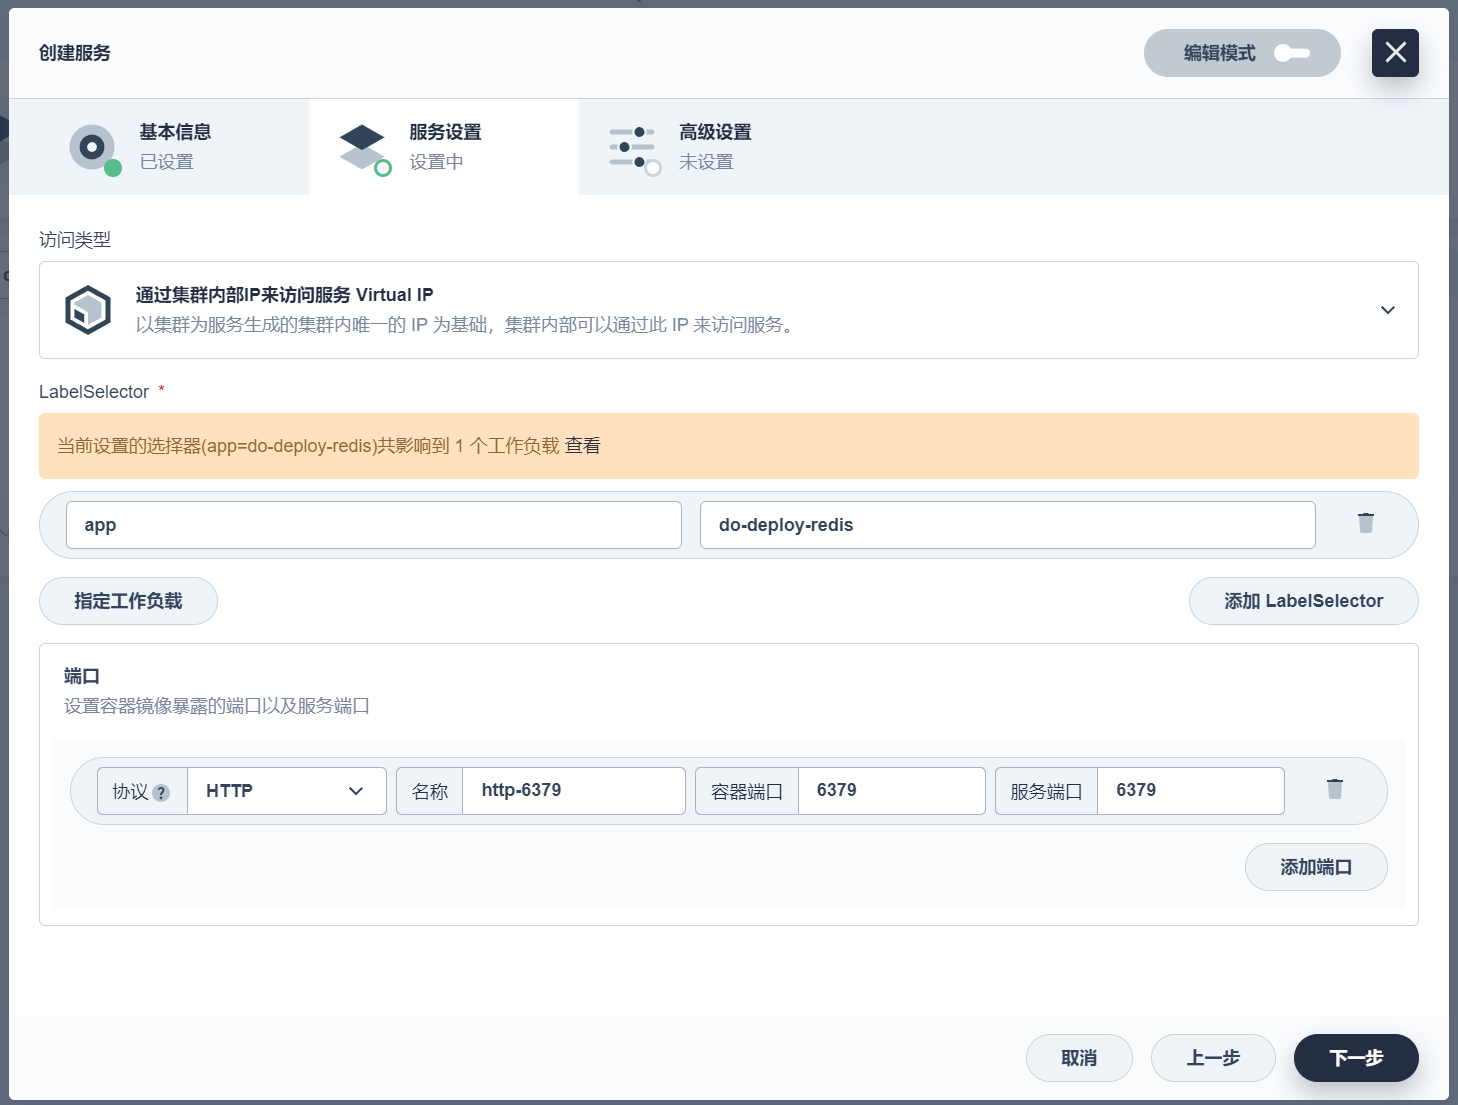 创建服务
编辑模式
基本信息
已设置
服务设置
设置中
高级设置
未设置
访问类型
通过集群内部IP来访问服务 Virtual IP
以集群为服务生成的集群内唯一的 IP 为基础，集群内部可以通过此 IP 来访问服务。
LabelSelector *
当前设置的选择器(app=do-deploy-redis)共影响到 1 个工作负载 查看
app
do-deploy-redis
指定工作负载
添加 LabelSelector
端口
设置容器镜像暴露的端口以及服务端口
协议 ? HTTP 名称 http-6379 容器端口 6379 服务端口 6379
添加端口
取消
上一步
下一步